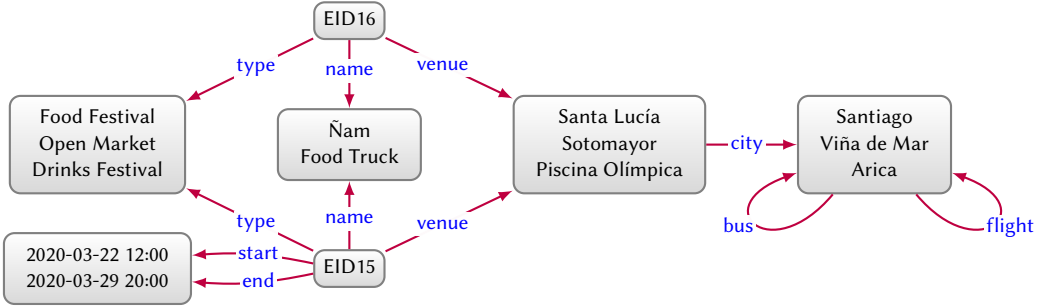 EID16
type
name
venue
Food Festival
Open Market
Drinks Festival
Ñam
Food Truck
Santa Lucía
Sotomayor
Piscina Olímpica
city
Santiago
Viña de Mar
Arica
type
name
venue
bus
flight
2020-03-22 12:00
2020-03-29 20:00
start
end
EID15